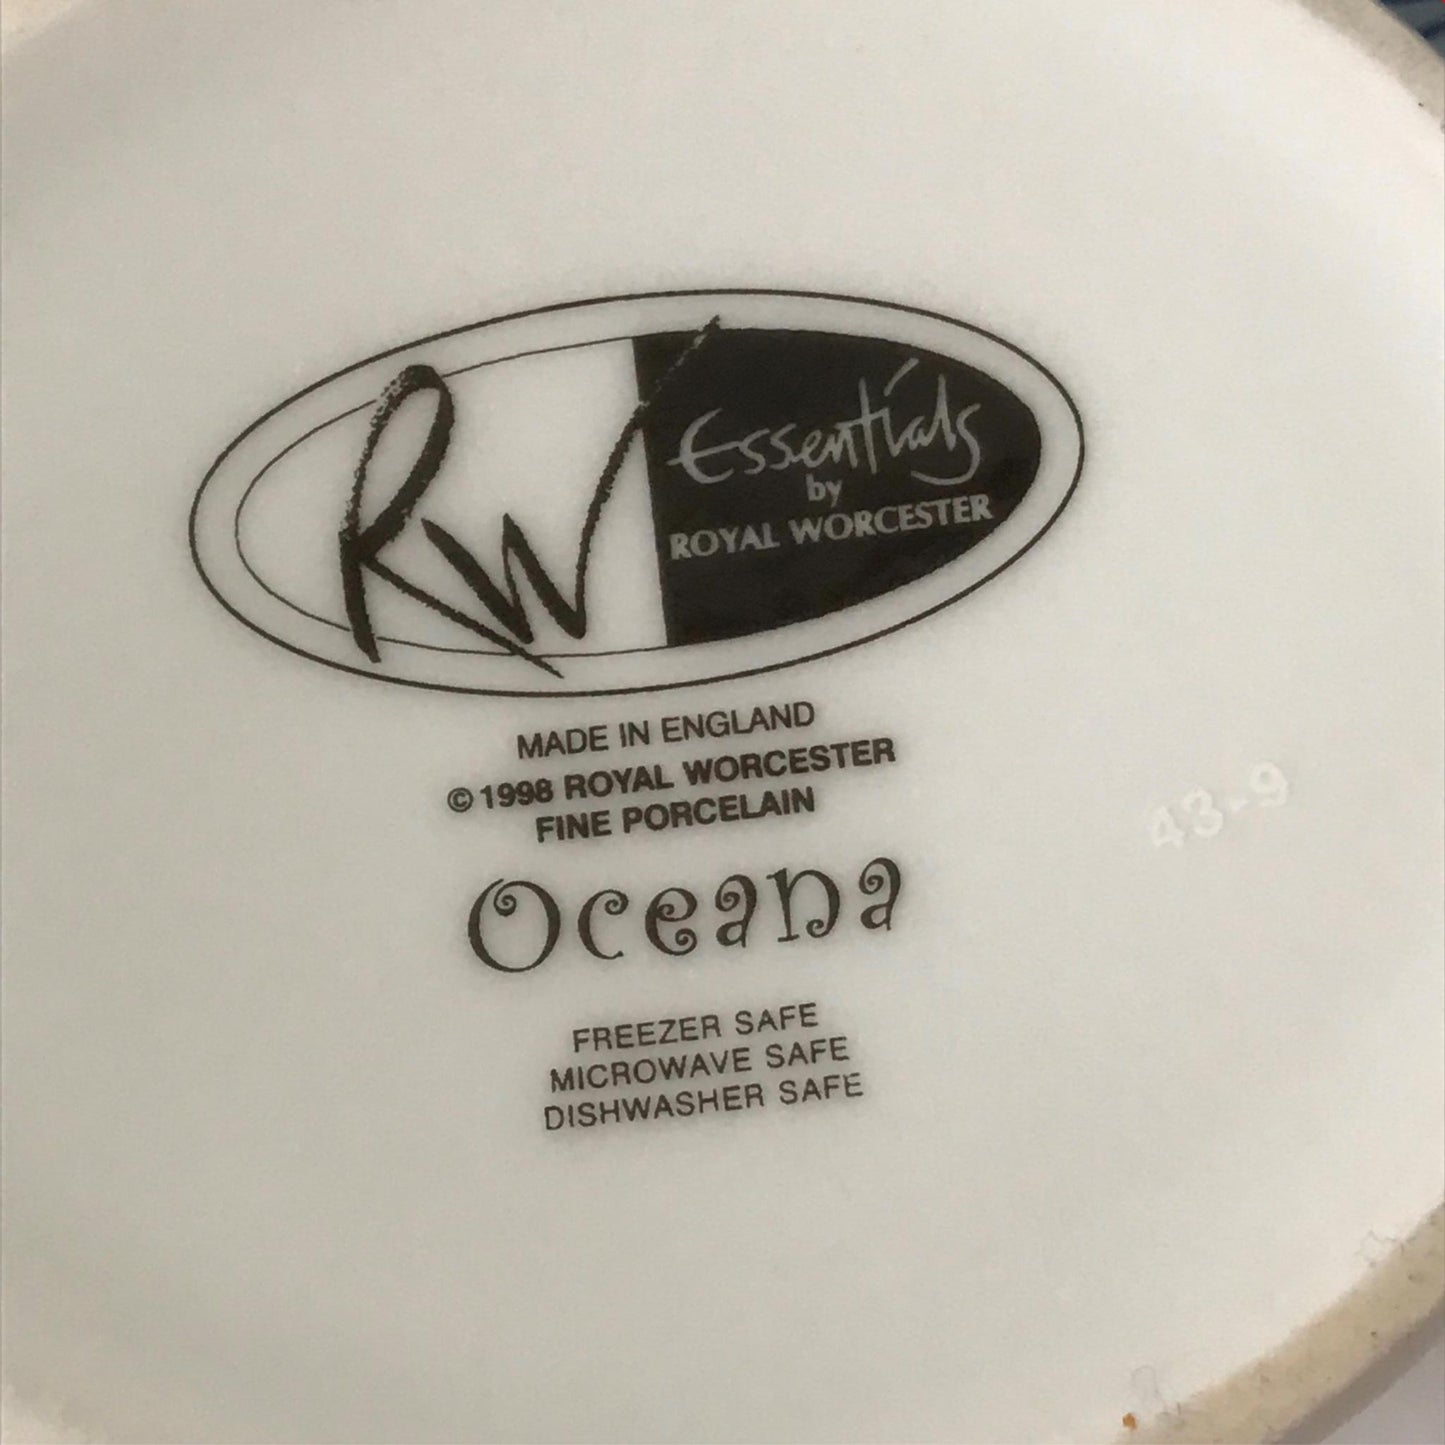 RW
Essentials
by
ROYAL WORCESTER
MADE IN ENGLAND
©1998 ROYAL WORCESTER
FINE PORCELAIN
Oceana
43-9
FREEZER SAFE
MICROWAVE SAFE
DISHWASHER SAFE